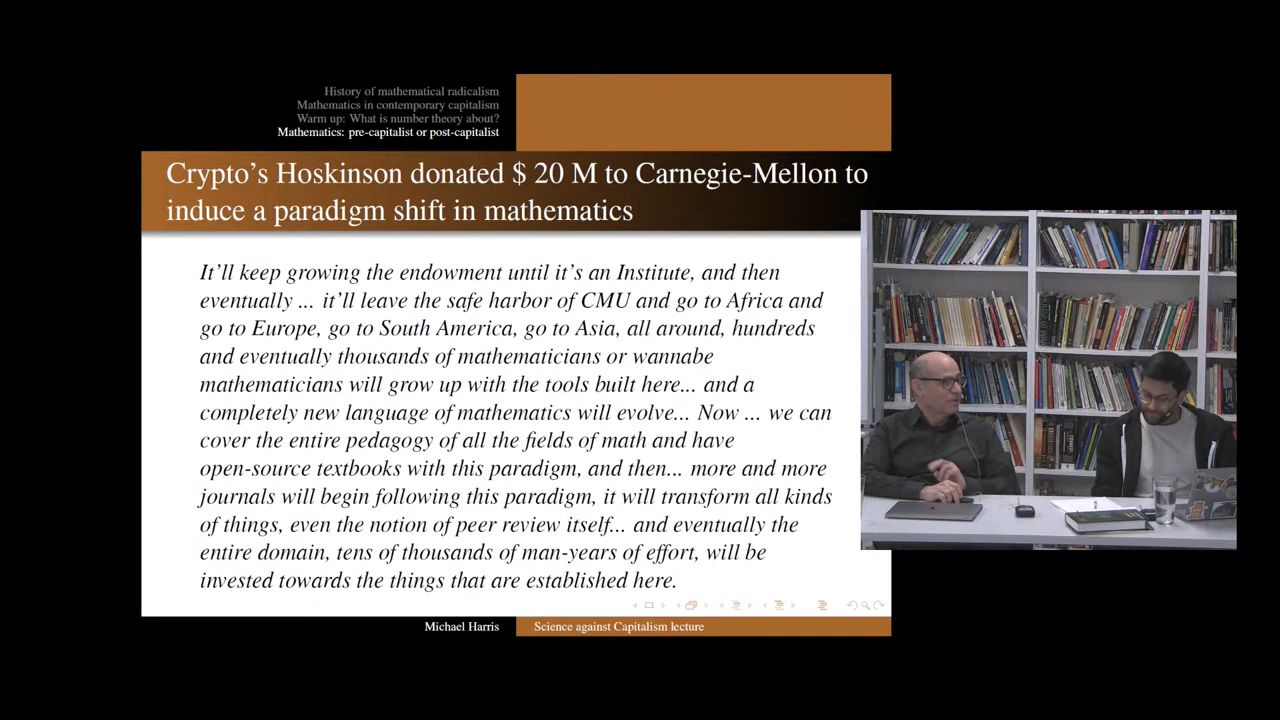 History of mathematical radicalism
Mathematics in contemporary capitalism
Warm up: What is number theory about?
Mathematics: pre-capitalist or post-capitalist
Crypto's Hoskinson donated $ 20 M to Carnegie-Mellon to
induce a paradigm shift in mathematics
It'll keep growing the endowment until it's an Institute, and then
eventually ... it'll leave the safe harbor of CMU and go to Africa and
go to Europe, go to South America, go to Asia, all around, hundreds
and eventually thousands of mathematicians or wannabe
mathematicians will grow up with the tools built here... and a
completely new language of mathematics will evolve... Now ... we can
cover the entire pedagogy of all the fields of math and have
open-source textbooks with this paradigm, and then... more and more
journals will begin following this paradigm, it will transform all kinds
of things, even the notion of peer review itself... and eventually the
entire domain, tens of thousands of man-years of effort, will be
invested towards the things that are established here.
Michael Harris
Science against Capitalism lecture